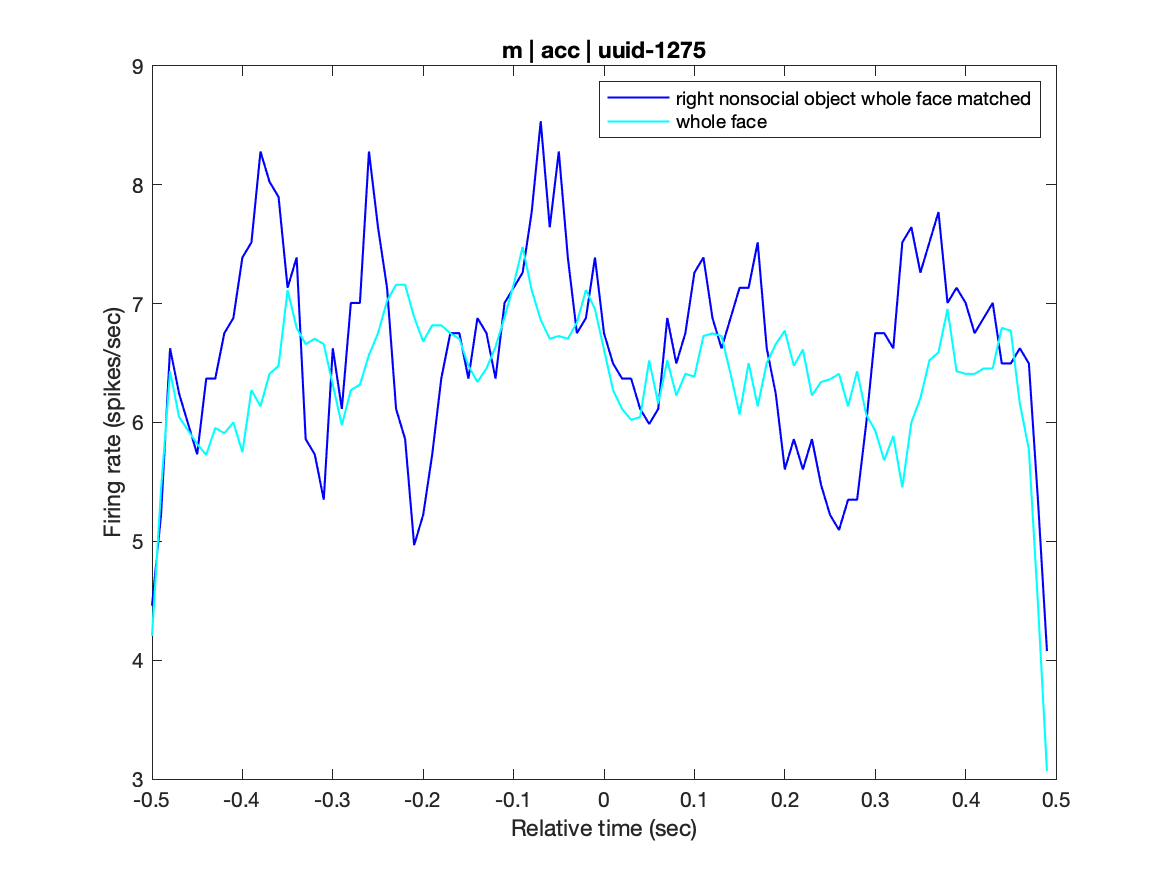 m | acc | uuid-1275
right nonsocial object whole face matched
whole face
Firing rate (spikes/sec)
9
8
7
6
5
4
3
-0.5 -0.4 -0.3 -0.2 -0.1 0 0.1 0.2 0.3 0.4 0.5
Relative time (sec)